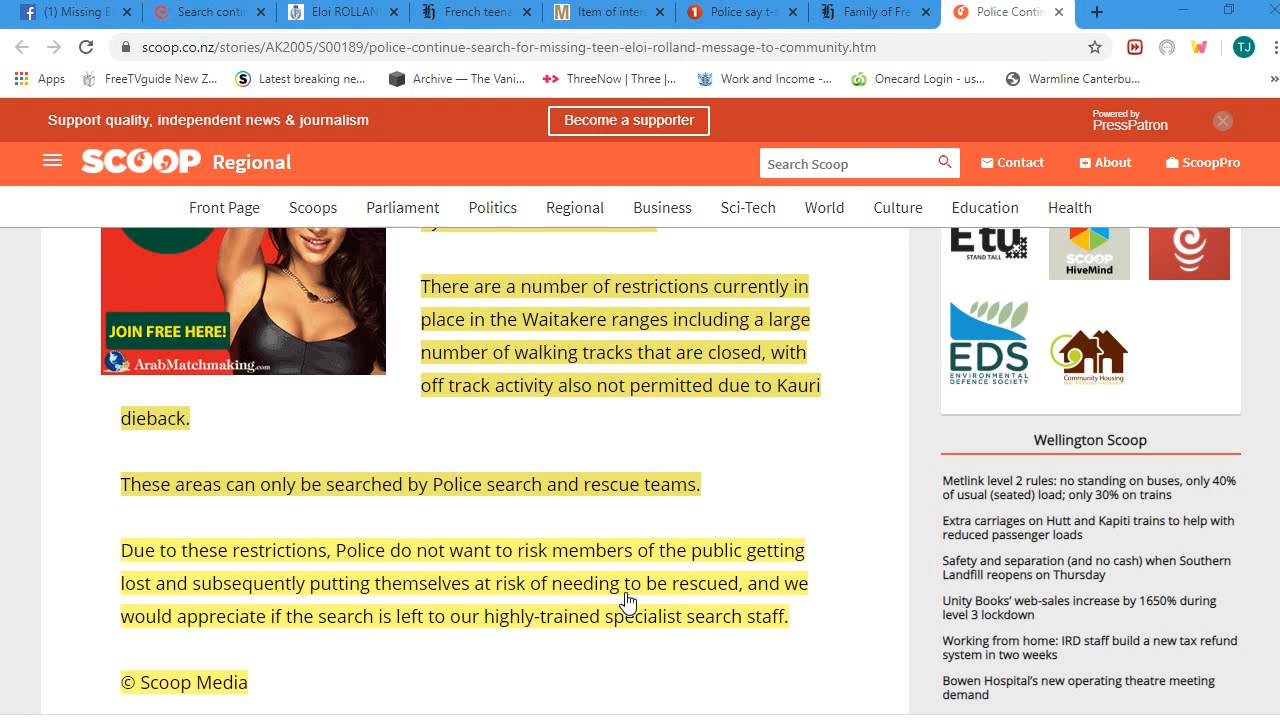 (1) Missing E
Search conti
Eloi ROLLAN
French teena
Item of inter
Police say t-s
Family of Fre
Police Contin
scoop.co.nz/stories/AK2005/S00189/police-continue-search-for-missing-teen-eloi-rolland-message-to-community.htm
TJ
Apps
FreeTVguide New Z...
Latest breaking ne...
Archive — The Vani...
ThreeNow | Three |...
Work and Income -...
Onecard Login - us...
Warmline Canterbu...
Support quality, independent news & journalism
Become a supporter
Powered by
PressPatron
SCOOP Regional
Search Scoop
Contact
About
ScoopPro
Front Page
Scoops
Parliament
Politics
Regional
Business
Sci-Tech
World
Culture
Education
Health
JOIN FREE HERE!
ArabMatchmaking.com
There are a number of restrictions currently in
place in the Waitakere ranges including a large
number of walking tracks that are closed, with
off track activity also not permitted due to Kauri
dieback.
These areas can only be searched by Police search and rescue teams.
Due to these restrictions, Police do not want to risk members of the public getting
lost and subsequently putting themselves at risk of needing to be rescued, and we
would appreciate if the search is left to our highly-trained specialist search staff.
© Scoop Media
Etu
STAND TALL
SCOOP
HiveMind
EDS
ENVIRONMENTAL
DEFENCE SOCIETY
Community Housing
Wellington Scoop
Metlink level 2 rules: no standing on buses, only 40%
of usual (seated) load; only 30% on trains
Extra carriages on Hutt and Kapiti trains to help with
reduced passenger loads
Safety and separation (and no cash) when Southern
Landfill reopens on Thursday
Unity Books’ web-sales increase by 1650% during
level 3 lockdown
Working from home: IRD staff build a new tax refund
system in two weeks
Bowen Hospital’s new operating theatre meeting
demand